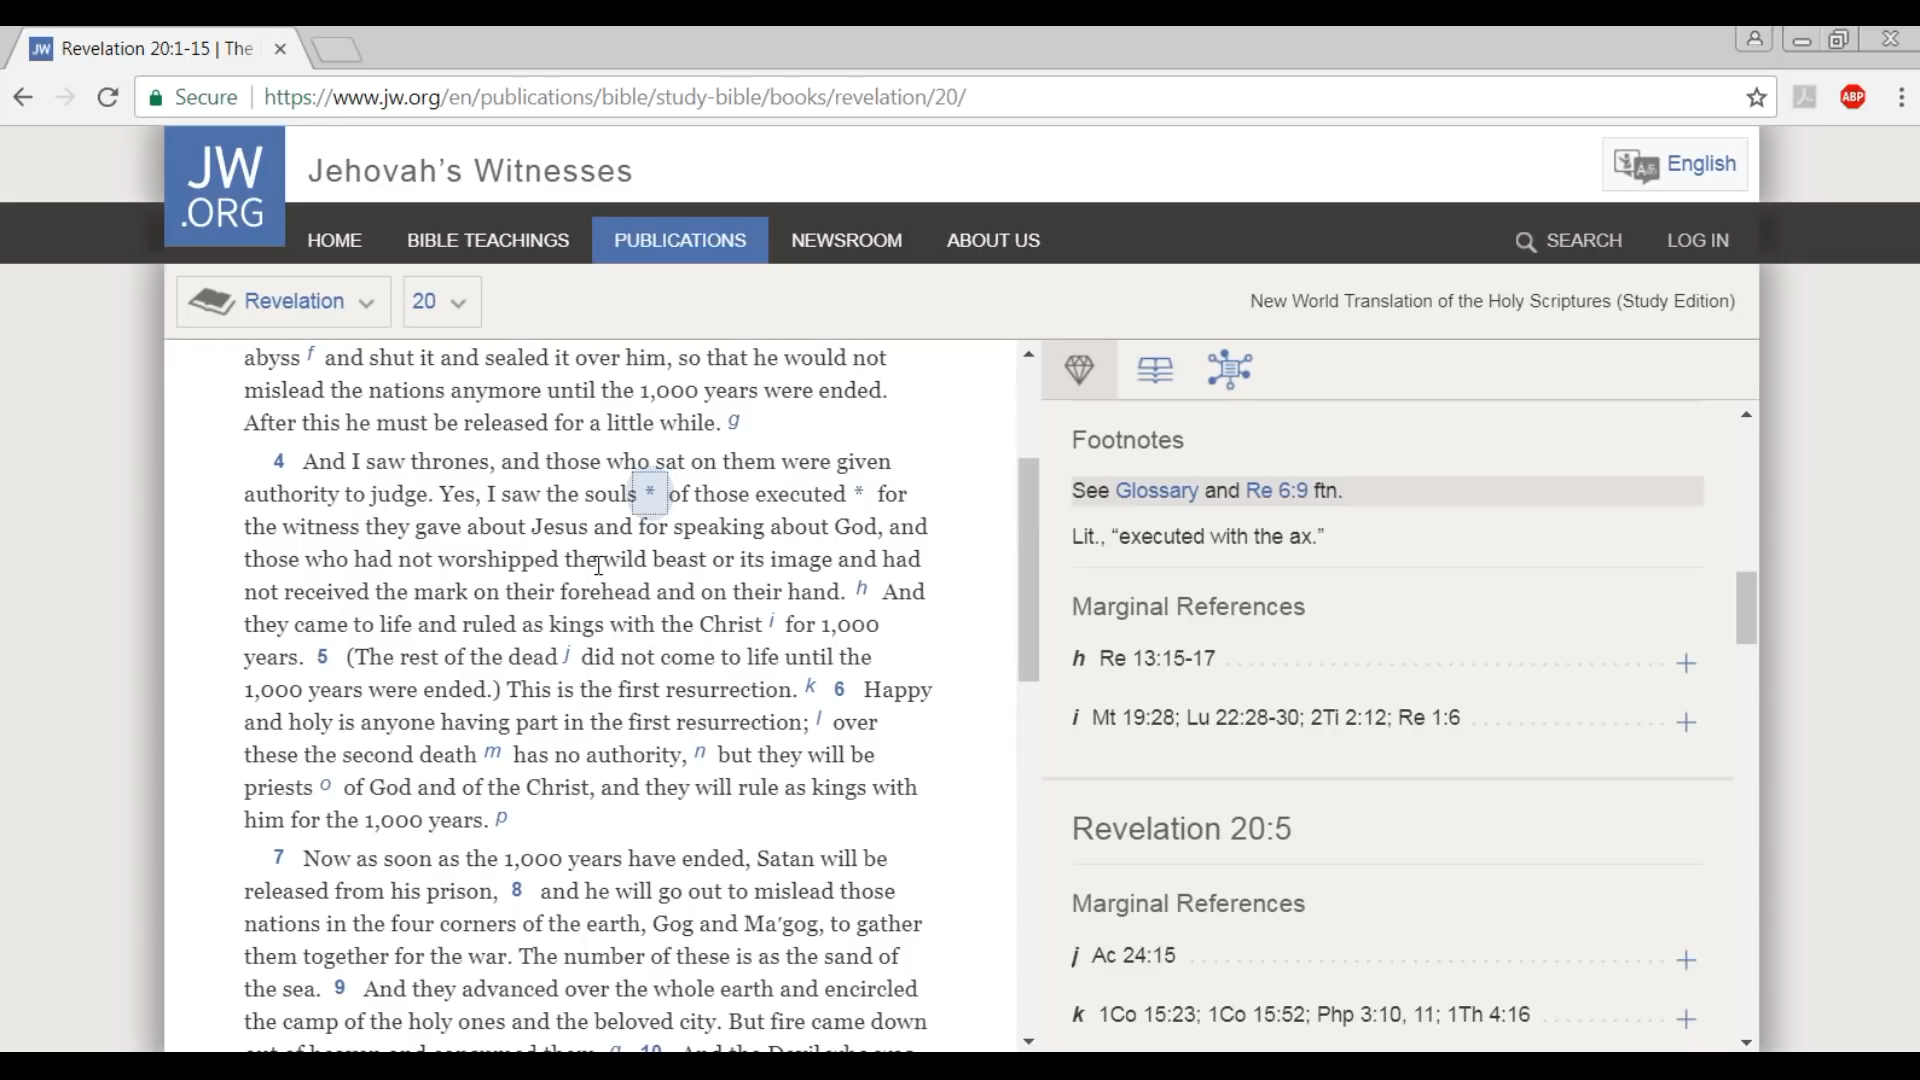 JW Revelation 20:1-15 | The
Secure https://www.jw.org/en/publications/bible/study-bible/books/revelation/20/
ABP
JW
.ORG
Jehovah’s Witnesses
English
HOME BIBLE TEACHINGS PUBLICATIONS NEWSROOM ABOUT US SEARCH LOG IN
Revelation 20 New World Translation of the Holy Scriptures (Study Edition)
abyss f and shut it and sealed it over him, so that he would not
mislead the nations anymore until the 1,000 years were ended.
After this he must be released for a little while. g
4 And I saw thrones, and those who sat on them were given
authority to judge. Yes, I saw the souls * of those executed * for
the witness they gave about Jesus and for speaking about God, and
those who had not worshipped the wild beast or its image and had
not received the mark on their forehead and on their hand. h And
they came to life and ruled as kings with the Christ i for 1,000
years. 5 (The rest of the dead j did not come to life until the
1,000 years were ended.) This is the first resurrection. k 6 Happy
and holy is anyone having part in the first resurrection; l over
these the second death m has no authority, n but they will be
priests o of God and of the Christ, and they will rule as kings with
him for the 1,000 years. p
7 Now as soon as the 1,000 years have ended, Satan will be
released from his prison, 8 and he will go out to mislead those
nations in the four corners of the earth, Gog and Maʹgog, to gather
them together for the war. The number of these is as the sand of
the sea. 9 And they advanced over the whole earth and encircled
the camp of the holy ones and the beloved city. But fire came down
out of heaven and consumed them. q 10 And the Devil who was
Footnotes
See Glossary and Re 6:9 ftn.
Lit., “executed with the ax.”
Marginal References
h Re 13:15-17 +
i Mt 19:28; Lu 22:28-30; 2Ti 2:12; Re 1:6 +
Revelation 20:5
Marginal References
j Ac 24:15 +
k 1Co 15:23; 1Co 15:52; Php 3:10, 11; 1Th 4:16 +